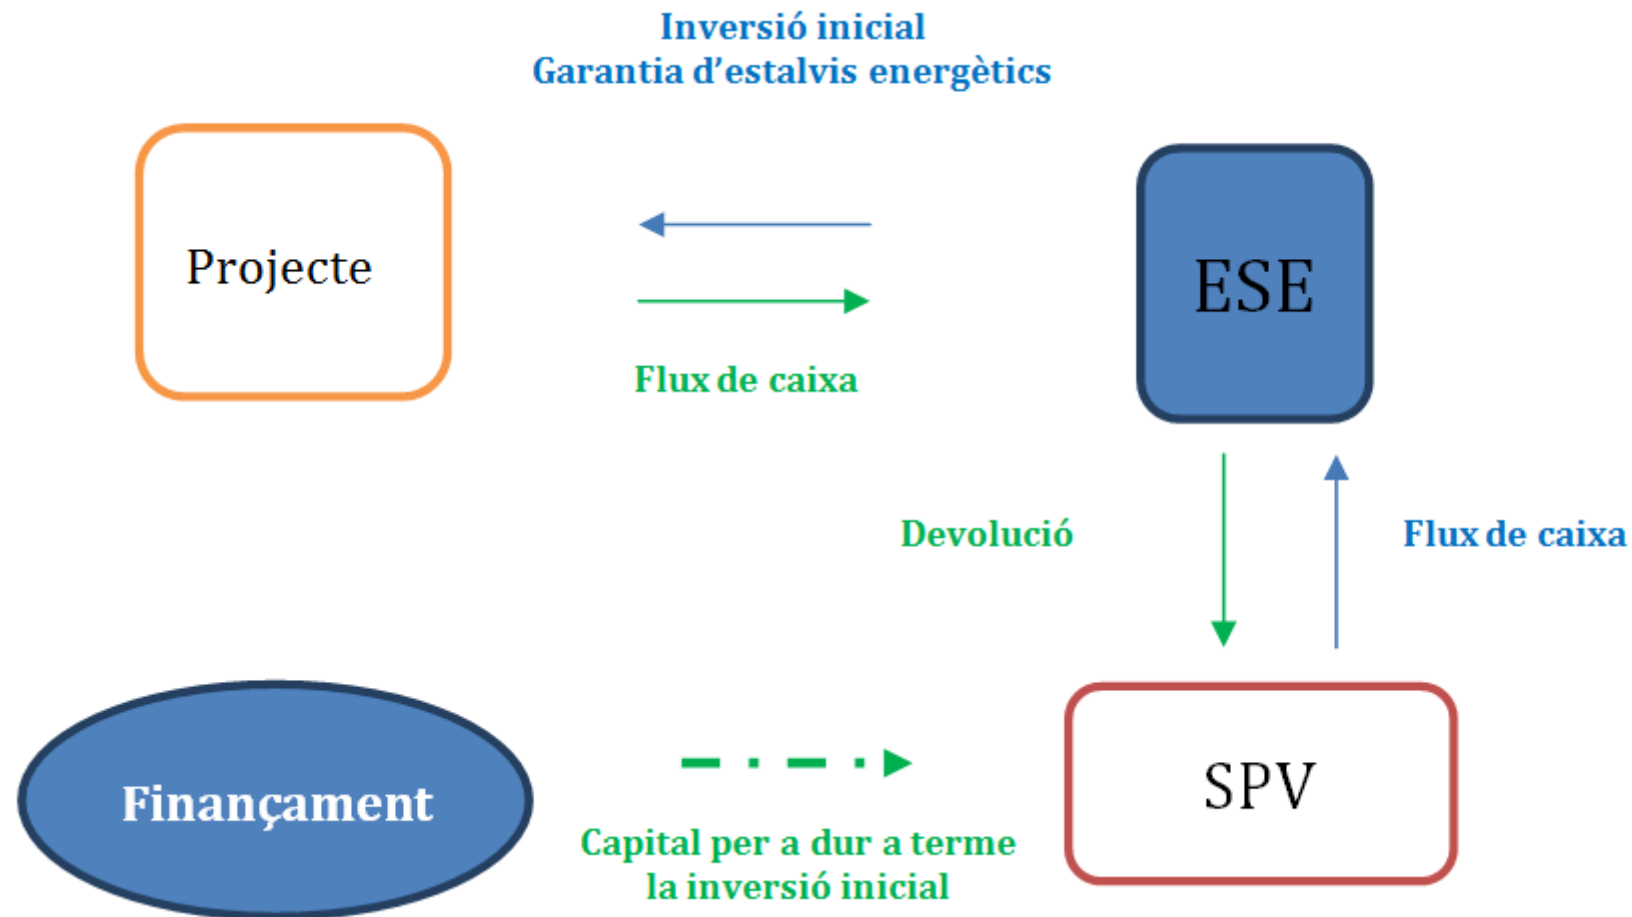 Inversió inicial
Garantia d'estalvis energètics
Projecte
ESE
Flux de caixa
Devolució
Flux de caixa
Finançament
SPV
Capital per a dur a terme
la inversió inicial